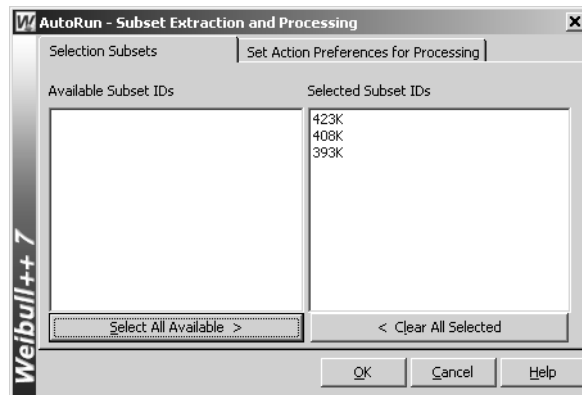 AutoRun - Subset Extraction and Processing
Selection Subsets
Set Action Preferences for Processing
Available Subset IDs
Selected Subset IDs
423K
408K
393K
Select All Available >
< Clear All Selected
OK
Cancel
Help
Weibull++ 7